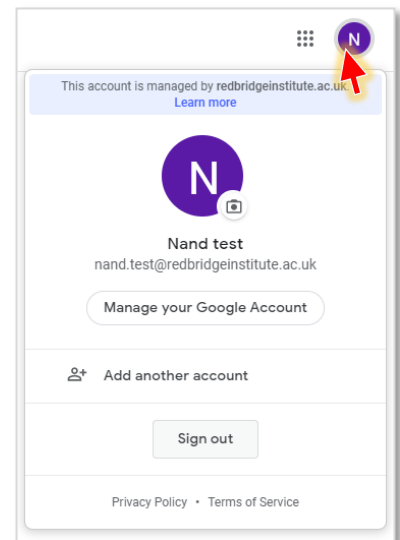 N
This account is managed by redbridgeinstitute.ac.uk.
Learn more
N
Nand test
nand.test@redbridgeinstitute.ac.uk
Manage your Google Account
Add another account
Sign out
Privacy Policy • Terms of Service